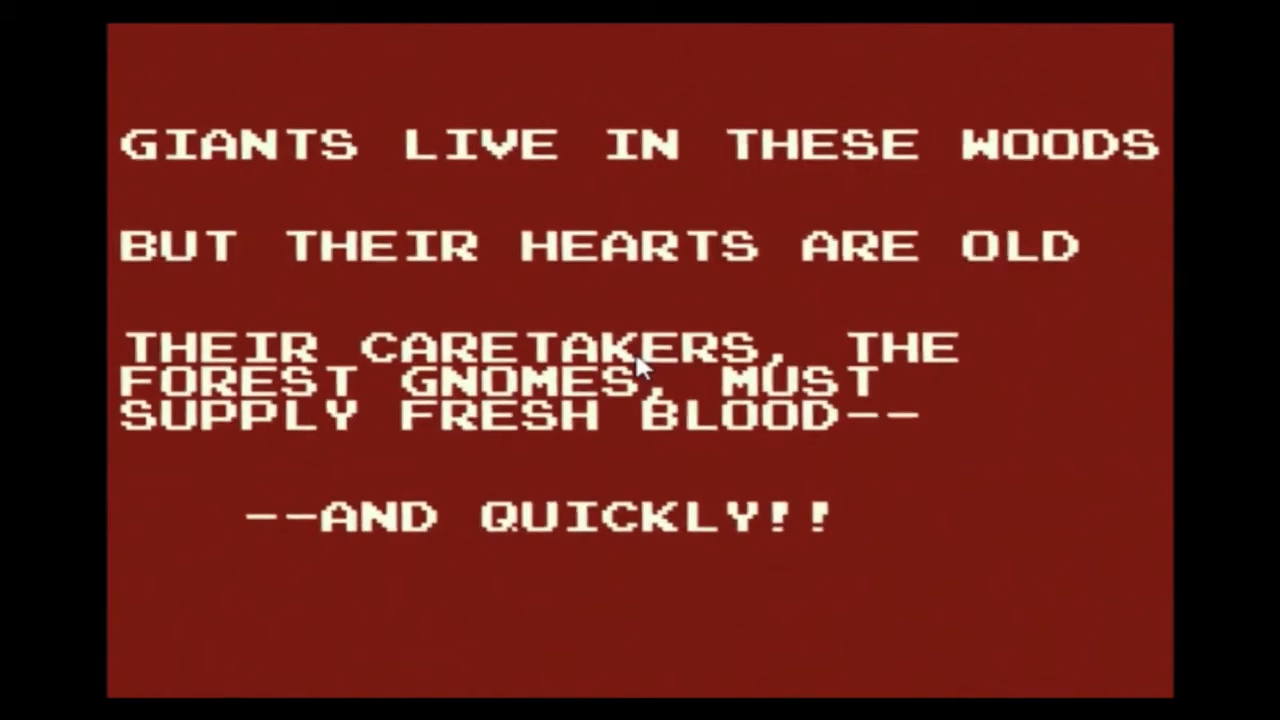 GIANTS LIVE IN THESE WOODS
BUT THEIR HEARTS ARE OLD
THEIR CARETAKERS, THE
FOREST GNOMES, MUST
SUPPLY FRESH BLOOD--
--AND QUICKLY!!